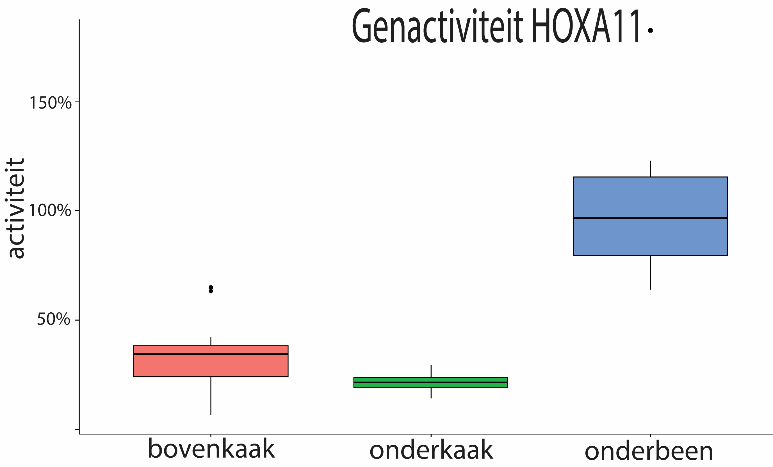 Genactiviteit HOXA11
activiteit
150%
100%
50%
bovenkaak
onderkaak
onderbeen